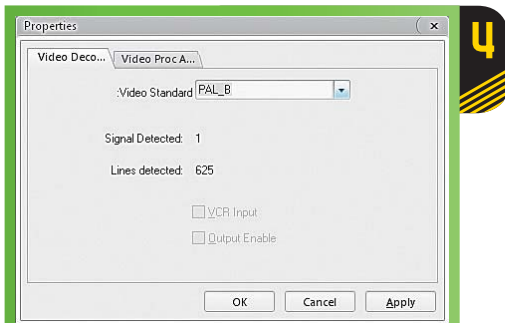 Properties
x
4
Video Deco...
Video Proc A...
:Video Standard
PAL_B
Signal Detected: 1
Lines detected: 625
VCR Input
Output Enable
OK
Cancel
Apply